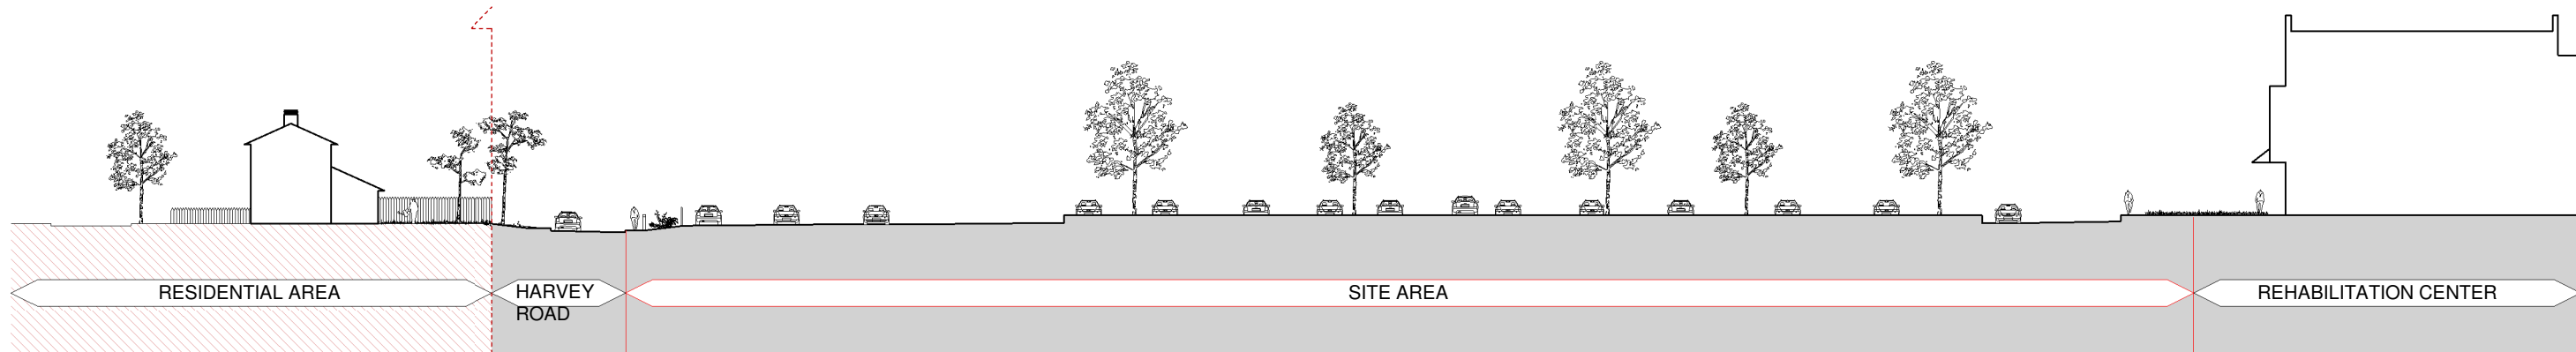 RESIDENTIAL AREA
HARVEY
ROAD
SITE AREA
REHABILITATION CENTER